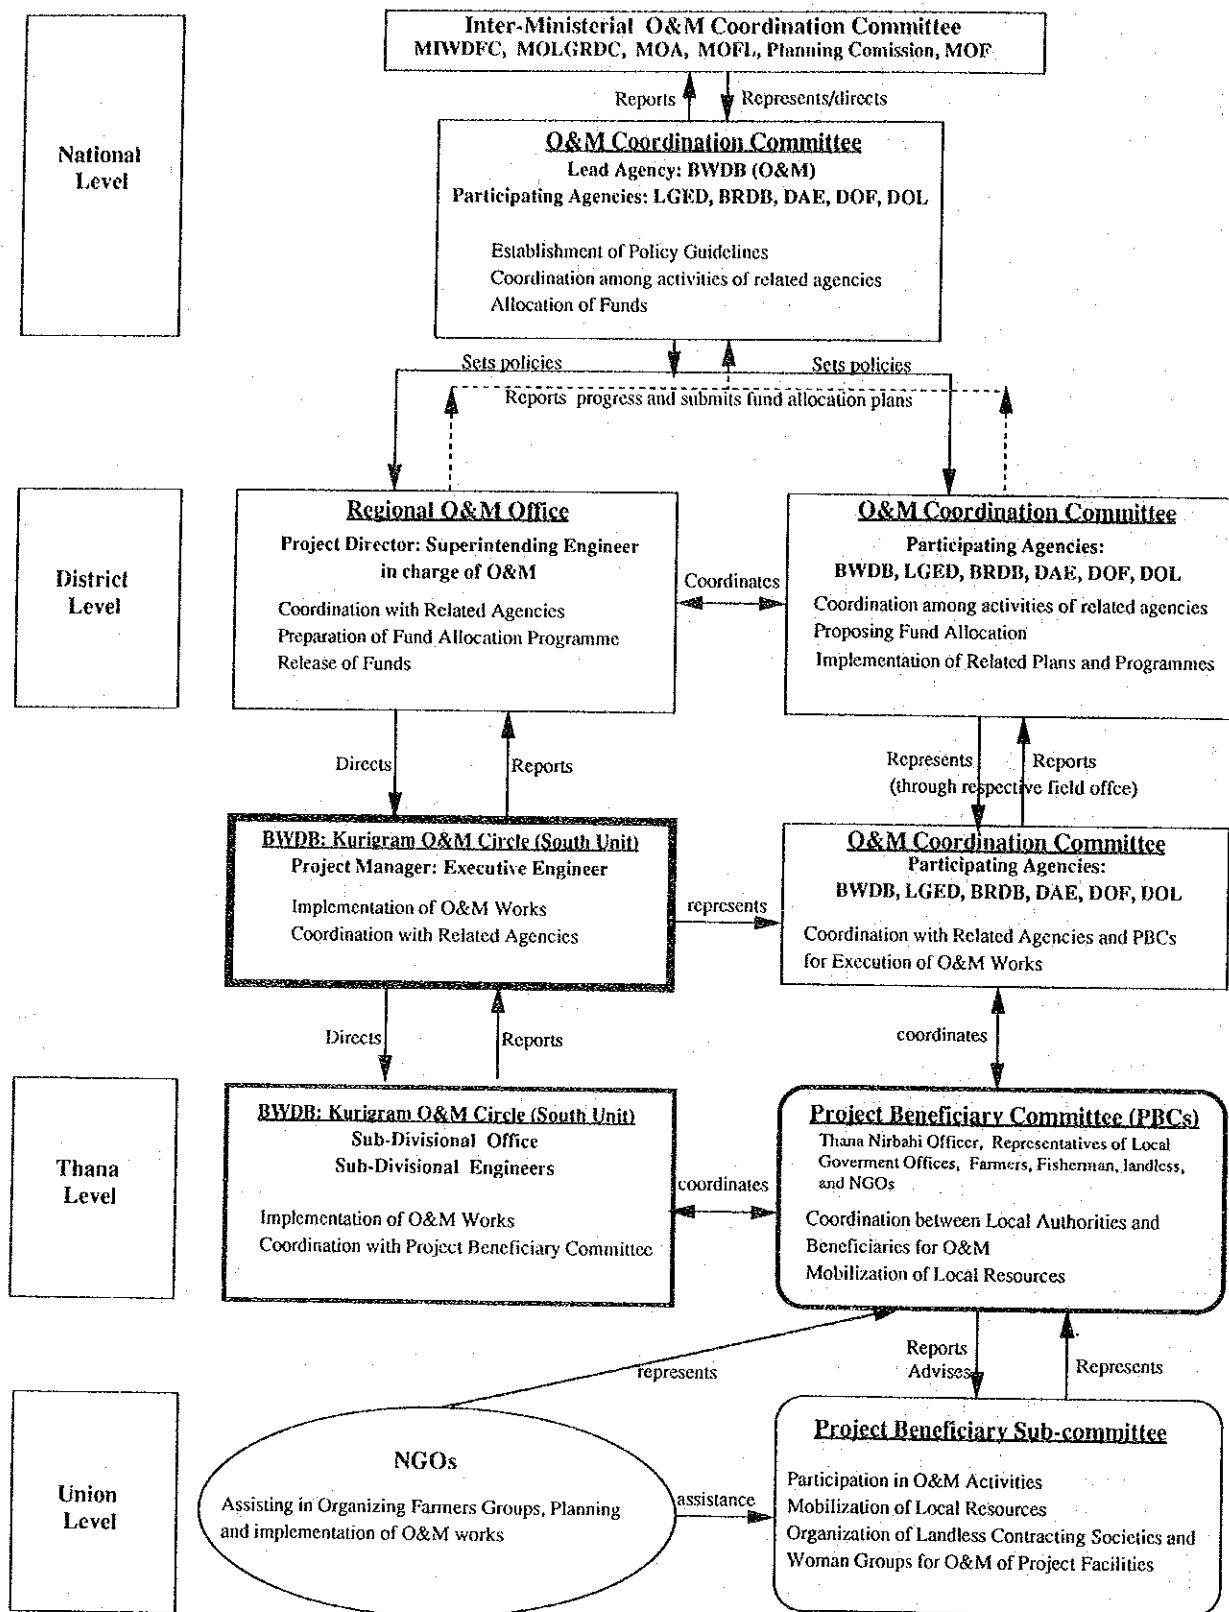 Inter-Ministerial O&M Coordination Committee
MIWDFC, MOLGRDC, MOA, MOFL, Planning Comission, MOF
Reports
Represents/directs
National
Level
O&M Coordination Committee
Lead Agency: BWDB (O&M)
Participating Agencies: LGED, BRDB, DAE, DOF, DOL
Establishment of Policy Guidelines
Coordination among activities of related agencies
Allocation of Funds
Sets policies
Sets policies
Reports progress and submits fund allocation plans
District
Level
Regional O&M Office
Project Director: Superintending Engineer
in charge of O&M
Coordination with Related Agencies
Preparation of Fund Allocation Programme
Release of Funds
Coordinates
O&M Coordination Committee
Participating Agencies:
BWDB, LGED, BRDB, DAE, DOF, DOL
Coordination among activities of related agencies
Proposing Fund Allocation
Implementation of Related Plans and Programmes
Directs
Reports
Represents
Reports
(through respective field offce)
BWDB: Kurigram O&M Circle (South Unit)
Project Manager: Executive Engineer
Implementation of O&M Works
Coordination with Related Agencies
represents
O&M Coordination Committee
Participating Agencies:
BWDB, LGED, BRDB, DAE, DOF, DOL
Coordination with Related Agencies and PBCs
for Execution of O&M Works
Directs
Reports
coordinates
Thana
Level
BWDB: Kurigram O&M Circle (South Unit)
Sub-Divisional Office
Sub-Divisional Engineers
Implementation of O&M Works
Coordination with Project Beneficiary Committee
coordinates
Project Beneficiary Committee (PBCs)
Thana Nirbahi Officer, Representatives of Local
Goverment Offices, Farmers, Fisherman, landless,
and NGOs
Coordination between Local Authorities and
Beneficiaries for O&M
Mobilization of Local Resources
represents
Reports
Advises
Represents
Union
Level
NGOs
Assisting in Organizing Farmers Groups, Planning
and implementation of O&M works
assistance
Project Beneficiary Sub-committee
Participation in O&M Activities
Mobilization of Local Resources
Organization of Landless Contracting Societies and
Woman Groups for O&M of Project Facilities